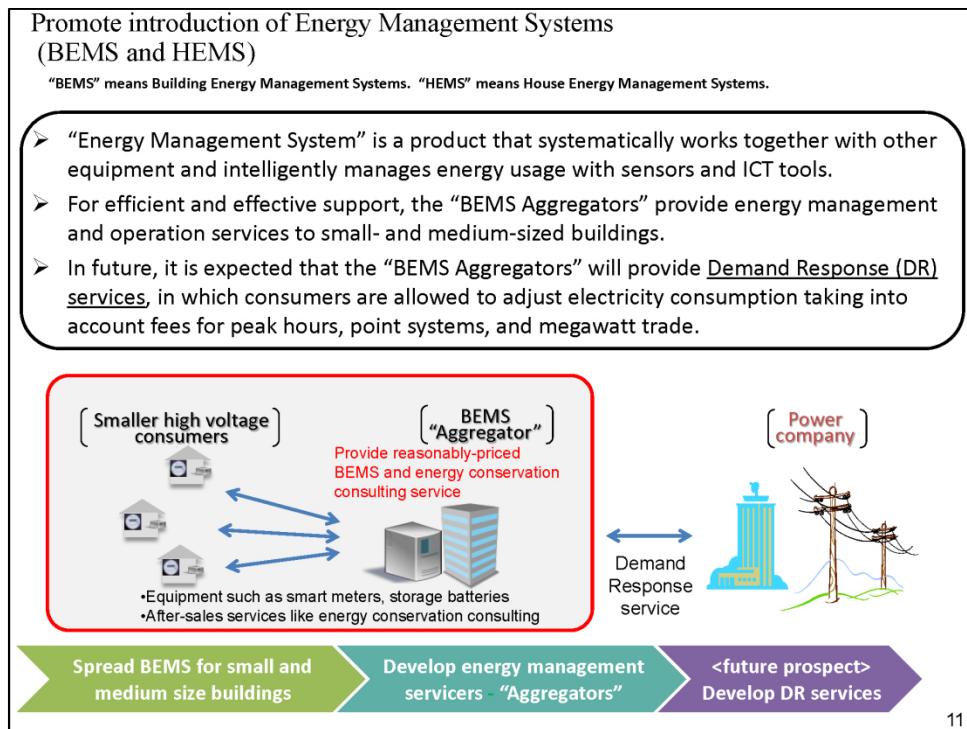 Promote introduction of Energy Management Systems
(BEMS and HEMS)
“BEMS” means Building Energy Management Systems. “HEMS” means House Energy Management Systems.
➢ “Energy Management System” is a product that systematically works together with other
equipment and intelligently manages energy usage with sensors and ICT tools.
➢ For efficient and effective support, the “BEMS Aggregators” provide energy management
and operation services to small- and medium-sized buildings.
➢ In future, it is expected that the “BEMS Aggregators” will provide Demand Response (DR)
services, in which consumers are allowed to adjust electricity consumption taking into
account fees for peak hours, point systems, and megawatt trade.
Smaller high voltage
consumers
BEMS
“Aggregator”
Provide reasonably-priced
BEMS and energy conservation
consulting service
•Equipment such as smart meters, storage batteries
•After-sales services like energy conservation consulting
Demand
Response
service
Power
company
Spread BEMS for small and
medium size buildings
Develop energy management
servicers - “Aggregators”
<future prospect>
Develop DR services
11